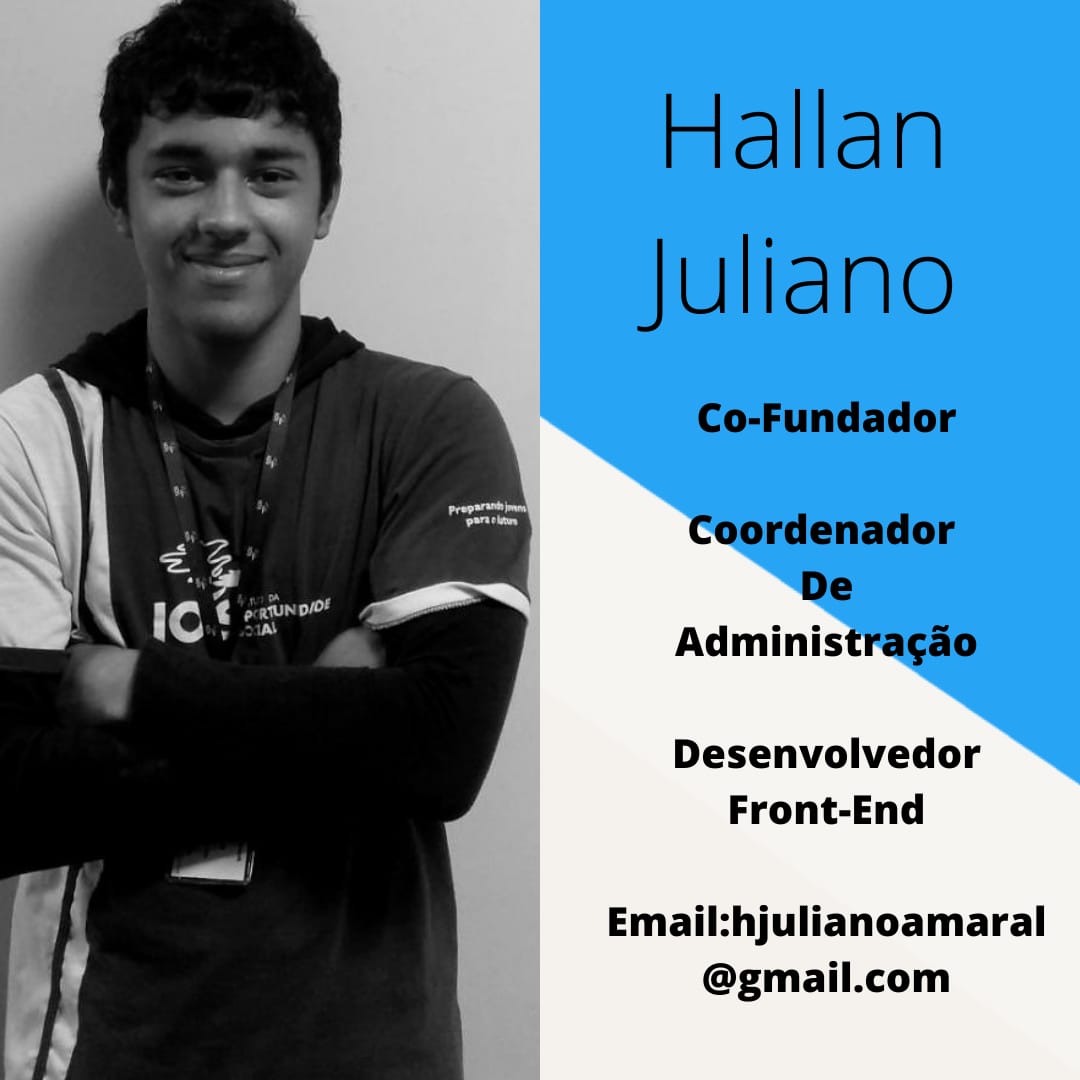 Hallan
Juliano
Co-Fundador
Coordenador
De
Administração
Desenvolvedor
Front-End
Email:hjulianoamaral
@gmail.com
Preparando jovens
para o futuro